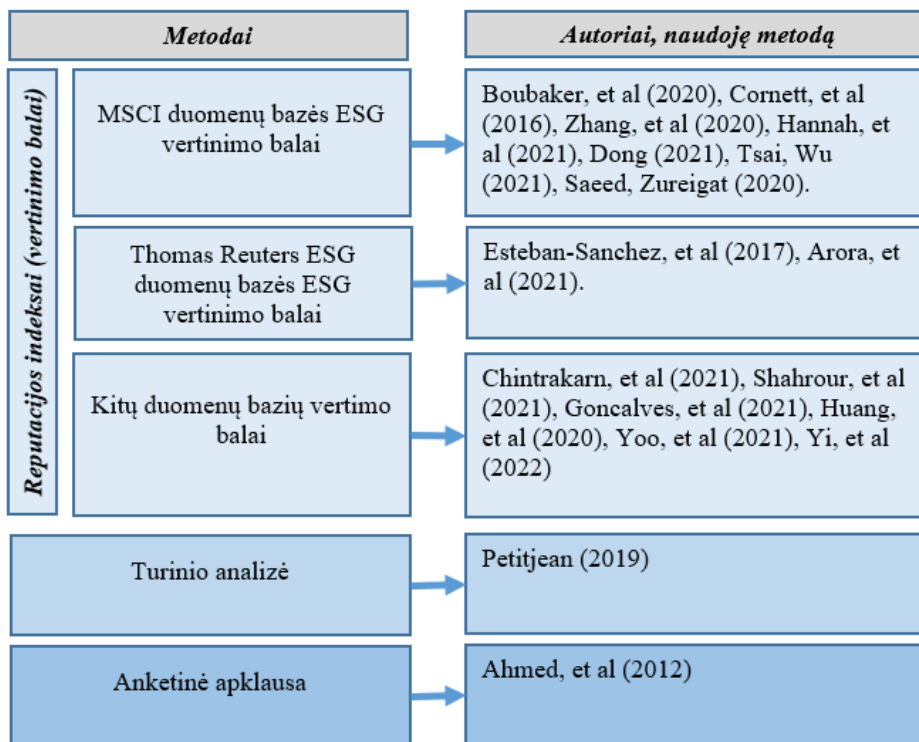 Metodai
Autoriai, naudoję metodą
Reputacijos indeksai (vertinimo balai)
MSCI duomenų bazės ESG
vertinimo balai
Boubaker, et al (2020), Cornett, et al
(2016), Zhang, et al (2020), Hannah, et
al (2021), Dong (2021), Tsai, Wu
(2021), Saeed, Zureigat (2020).
Thomas Reuters ESG
duomenų bazės ESG
vertinimo balai
Esteban-Sanchez, et al (2017), Arora, et
al (2021).
Kitų duomenų bazių vertimo
balai
Chintrakarn, et al (2021), Shahrour, et al
(2021), Goncalves, et al (2021), Huang,
et al (2020), Yoo, et al (2021), Yi, et al
(2022)
Turinio analizė
Petitjean (2019)
Anketinė apklausa
Ahmed, et al (2012)